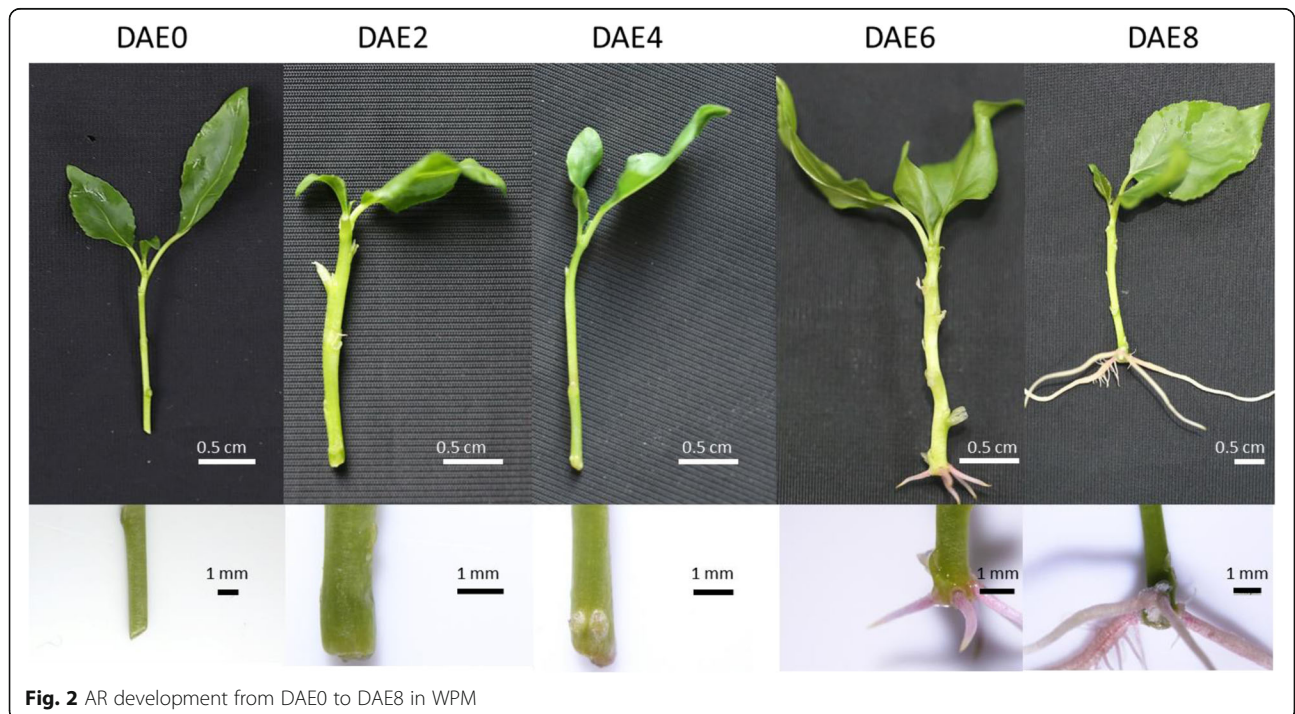 DAE0 DAE2 DAE4 DAE6 DAE8
0.5 cm 0.5 cm 0.5 cm 0.5 cm 0.5 cm
1 mm 1 mm 1 mm 1 mm 1 mm
Fig. 2 AR development from DAE0 to DAE8 in WPM